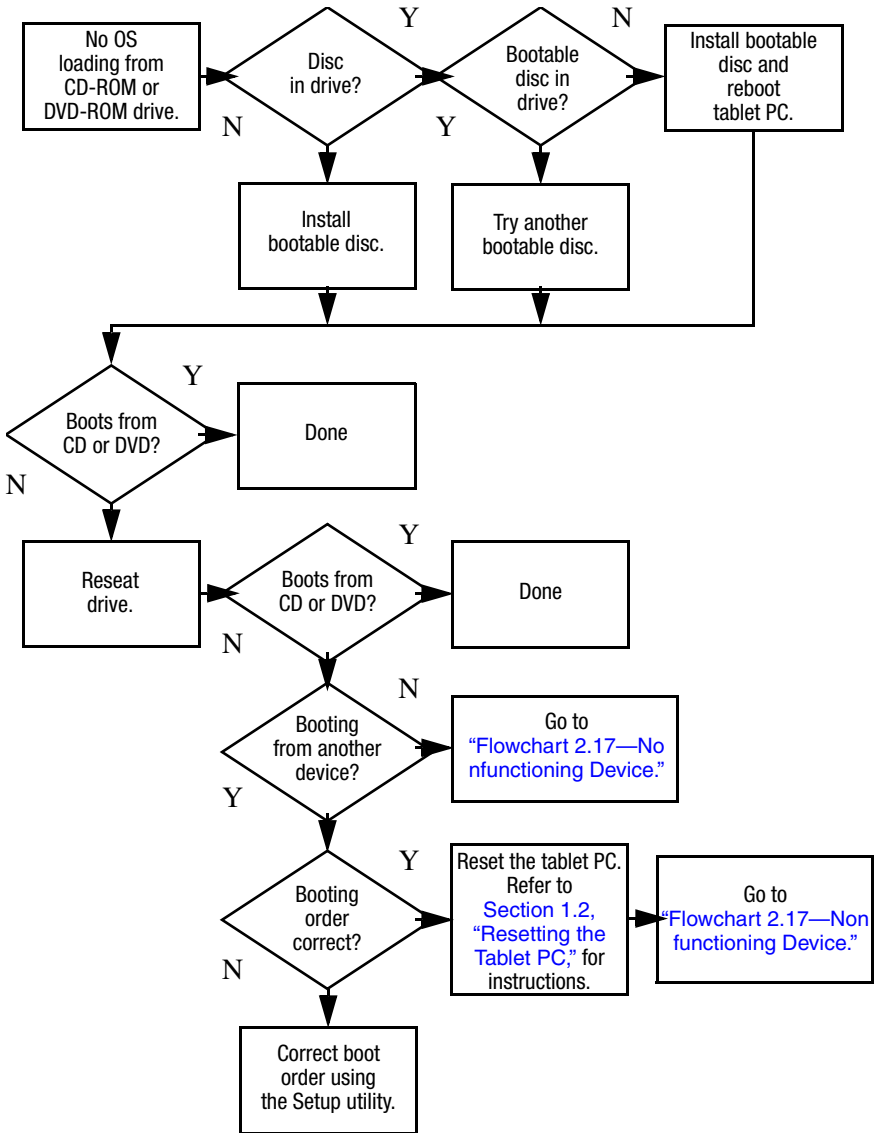 No OS
loading from
CD-ROM or
DVD-ROM drive.
Disc
in drive?
Y
N
Bootable
disc in
drive?
N
Y
Install bootable
disc and
reboot
tablet PC.
Install
bootable disc.
Try another
bootable disc.
Boots from
CD or DVD?
Y
N
Done
Reseat
drive.
Boots from
CD or DVD?
Y
N
Done
Booting
from another
device?
N
Y
Go to
“Flowchart 2.17—No
nfunctioning Device.”
Booting
order
correct?
Y
N
Reset the tablet PC.
Refer to
Section 1.2,
“Resetting the
Tablet PC,” for
instructions.
Go to
“Flowchart 2.17—Non
functioning Device.”
Correct boot
order using
the Setup utility.